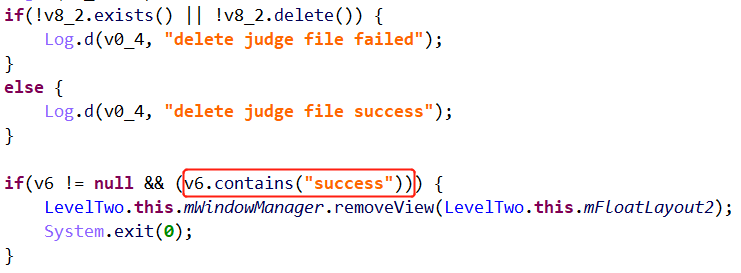 if(!v8_2.exists() || !v8_2.delete()) {
    Log.d(v0_4, "delete judge file failed");
}
else {
    Log.d(v0_4, "delete judge file success");
}

if(v6 != null && (v6.contains("success"))) {
    LevelTwo.this.mWindowManager.removeView(LevelTwo.this.mFloatLayout2);
    System.exit(0);
}